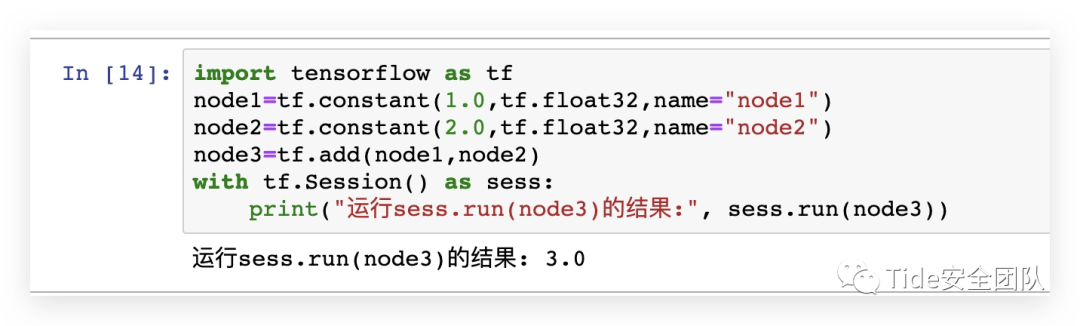 In [14]:
import tensorflow as tf
node1=tf.constant(1.0,tf.float32,name="node1")
node2=tf.constant(2.0,tf.float32,name="node2")
node3=tf.add(node1,node2)
with tf.Session() as sess:
    print("运行sess.run(node3)的结果:", sess.run(node3))
运行sess.run(node3)的结果: 3.0
Tide安全团队